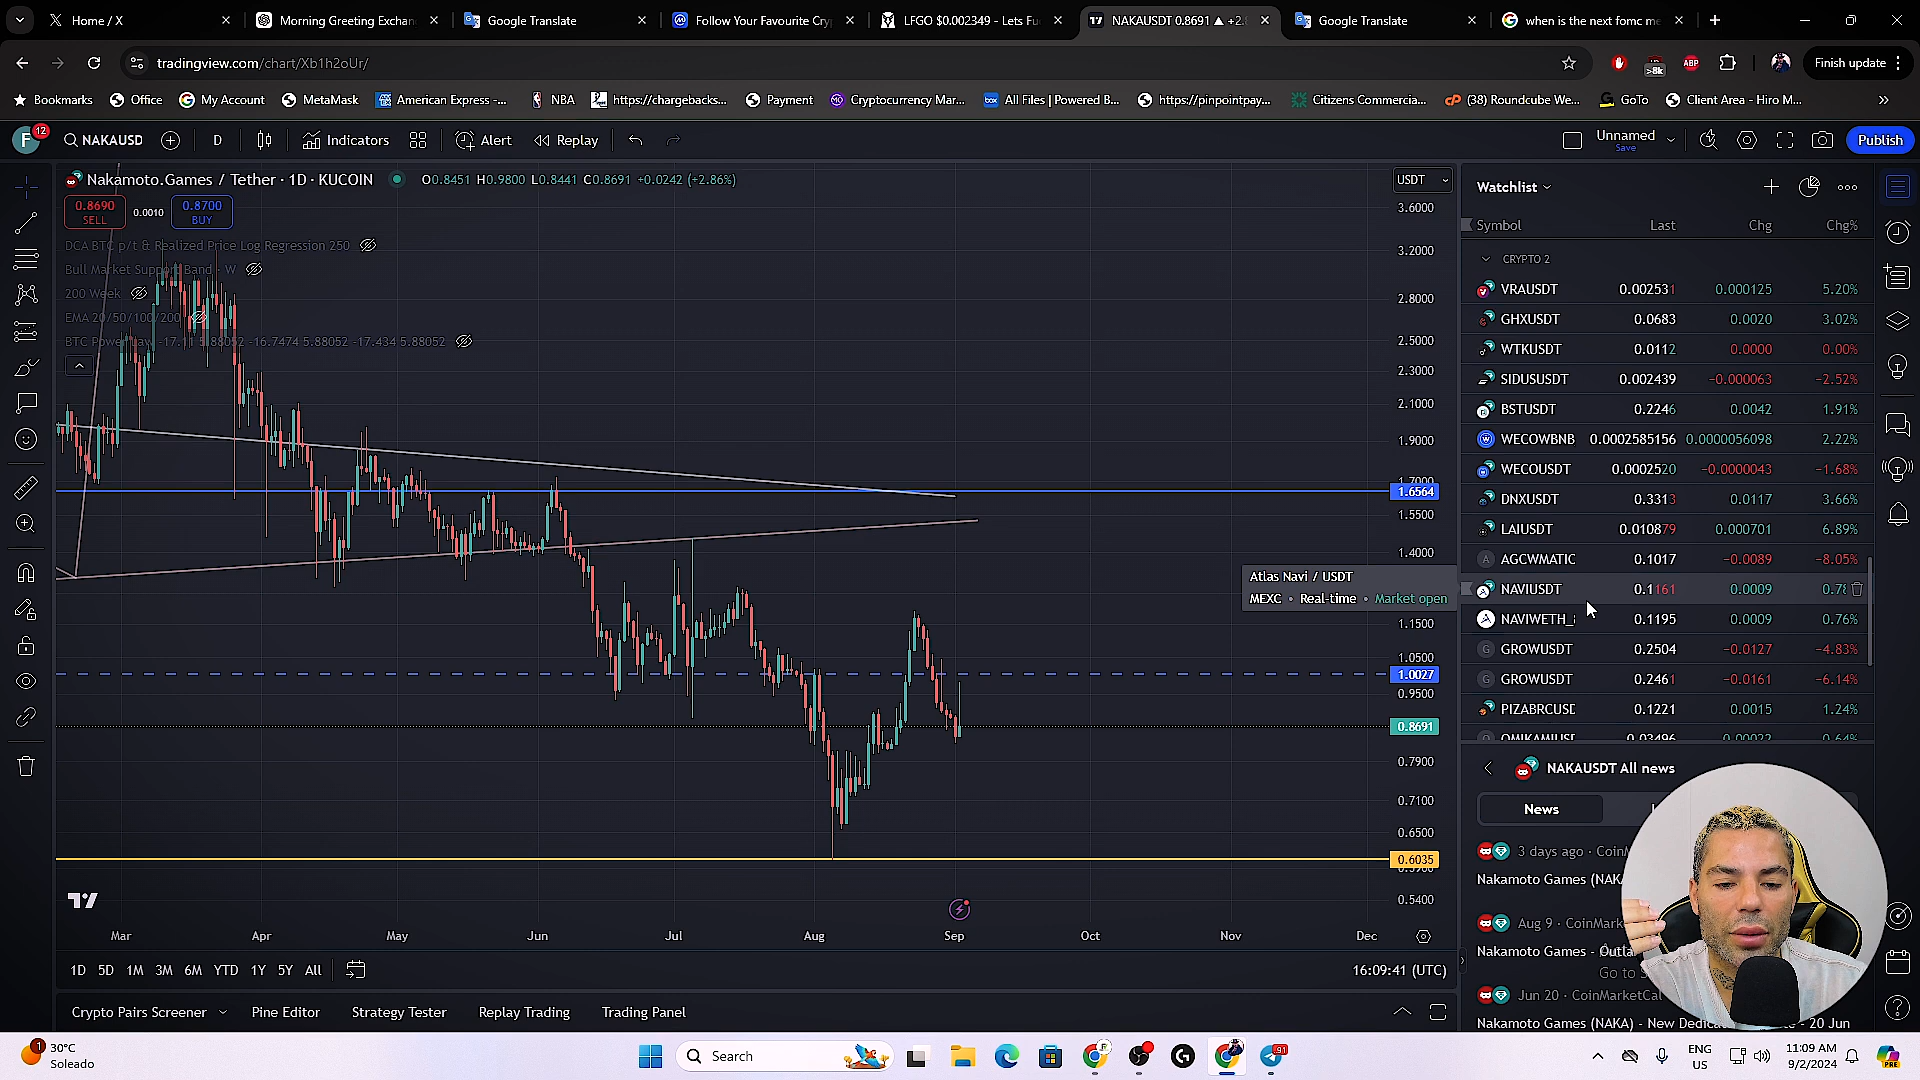 Home / X
Morning Greeting Exchan
Google Translate
Follow Your Favourite Cry
LFGO $0.002349 - Lets Fu
NAKAUSDT 0.8691 ▲ +2.8
Google Translate
when is the next fomc me
tradingview.com/chart/Xb1h2oUr/
>8k
ABP
Finish update
Bookmarks
Office
My Account
MetaMask
American Express -...
NBA
https://chargebacks...
Payment
Cryptocurrency Mar...
All Files | Powered B...
https://pinpointpay...
Citizens Commercia...
(38) Roundcube We...
GoTo
Client Area - Hiro M...
F 12
NAKAUSD
D
Indicators
Alert
Replay
Unnamed
Save
Publish
Nakamoto.Games / Tether · 1D · KUCOIN
O0.8451 H0.9800 L0.8441 C0.8691 +0.0242 (+2.86%)
USDT
0.8690
SELL
0.0010
0.8700
BUY
DCA BTC p/t & Realized Price Log Regression 250
Bull Market Support Band · W
200 Week
EMA 20/50/100/200
BTC Power Law -17.11 5.88052 -16.7474 5.88052 -17.434 5.88052
3.6000
3.2000
2.8000
2.5000
2.3000
2.1000
1.9000
1.7000
1.6564
1.5500
1.4000
1.1500
1.0500
1.0027
0.9500
0.8691
0.7900
0.7100
0.6500
0.6035
0.5400
Atlas Navi / USDT
MEXC • Real-time • Market open
Mar
Apr
May
Jun
Jul
Aug
Sep
Oct
Nov
Dec
1D 5D 1M 3M 6M YTD 1Y 5Y All
16:09:41 (UTC)
Crypto Pairs Screener
Pine Editor
Strategy Tester
Replay Trading
Trading Panel
Watchlist
Symbol Last Chg Chg%
CRYPTO 2
VRAUSDT 0.002531 0.000125 5.20%
GHXUSDT 0.0683 0.0020 3.02%
WTKUSDT 0.0112 0.0000 0.00%
SIDUSUSDT 0.002439 −0.000063 −2.52%
BSTUSDT 0.2246 0.0042 1.91%
WECOWBNB 0.0002585156 0.0000056098 2.22%
WECOUSDT 0.0002520 −0.0000043 −1.68%
DNXUSDT 0.3313 0.0117 3.66%
LAIUSDT 0.010879 0.000701 6.89%
A AGCWMATIC 0.1017 −0.0089 −8.05%
NAVIUSDT 0.1161 0.0009 0.78
NAVIWETH_ 0.1195 0.0009 0.76%
G GROWUSDT 0.2504 −0.0127 −4.83%
G GROWUSDT 0.2461 −0.0161 −6.14%
PIZABRCUSD 0.1221 0.0015 1.24%
OMIKAMIUSD 0.03496 0.00022 0.64%
NAKAUSDT All news
News
3 days ago · CoinM
Nakamoto Games (NAKA
Aug 9 · CoinMark
Nakamoto Games - Outla
Go to S
Jun 20 · CoinMarketCal
Nakamoto Games (NAKA) - New Dedic
- 20 Jun
1
30°C
Soleado
Search
91
ENG
US
11:09 AM
9/2/2024
PRE